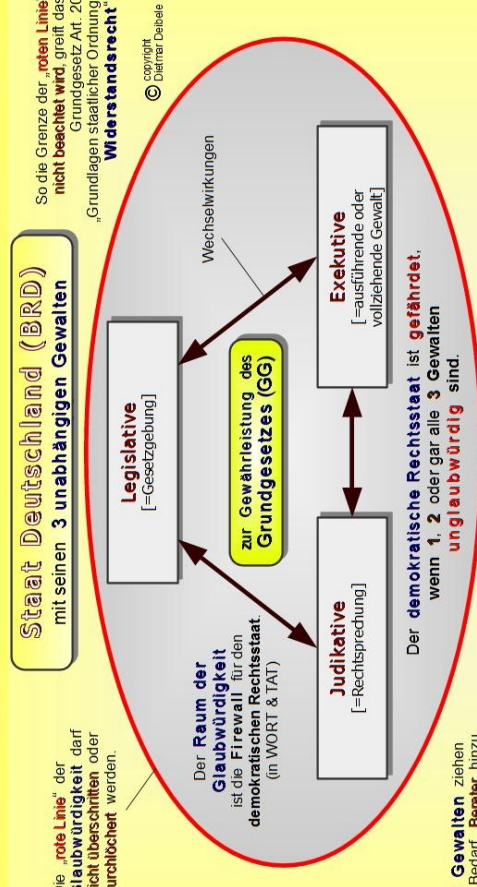 Staat Deutschland (BRD)
mit seinen 3 unabhängigen Gewalten
„rote Linie“ der
darf
überschritten oder
werden.
So die Grenze der „roten Linie“
nicht beachtet wird, greift das
Grundgesetz Art. 20
„Grundlagen staatlicher Ordnung,
Widerstandsrecht“
© copyright
Dietmar Deibele
Legislative
[=Gesetzgebung]
Wechselwirkungen
Der Raum der
Glaubwürdigkeit
ist die Firewall für den
demokratischen Rechtsstaat.
(in WORT & TAT)
zur Gewährleistung des
Grundgesetzes (GG)
Judikative
[=Rechtsprechung]
Exekutive
[=ausführende oder
vollziehende Gewalt]
Der demokratische Rechtsstaat ist gefährdet,
wenn 1, 2 oder gar alle 3 Gewalten
unglaubwürdig sind.
Gewalten ziehen
Bedarf Berater hinzu